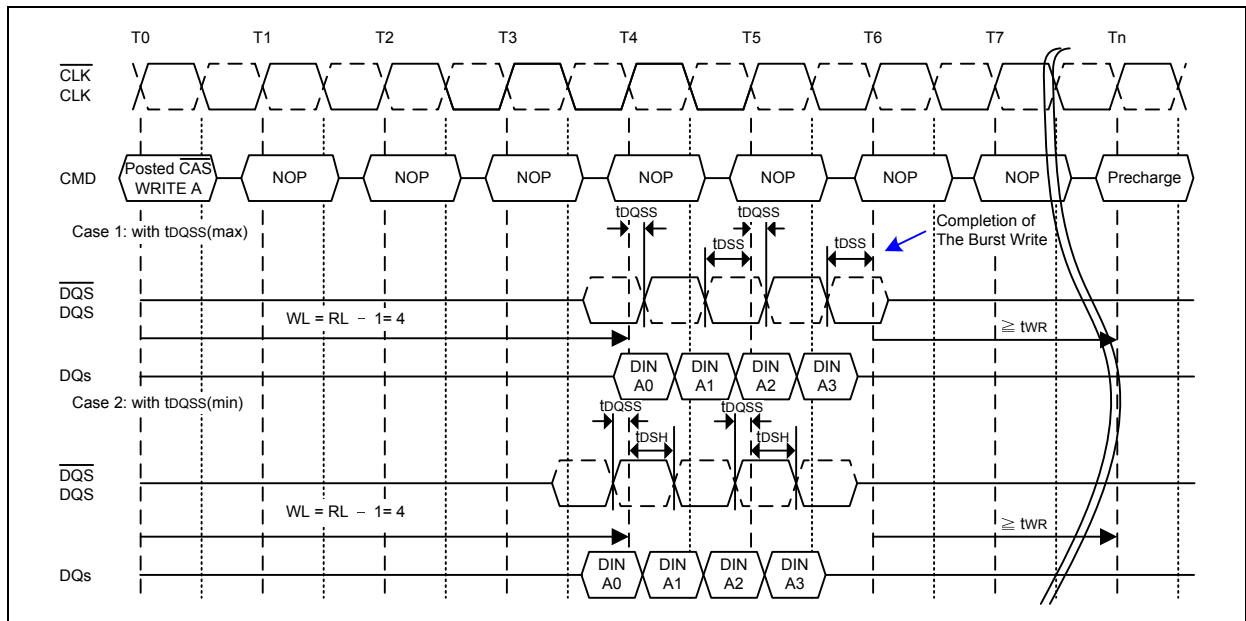 T0 T1 T2 T3 T4 T5 T6 T7 Tn
CLK
CLK
CMD
Posted CAS
WRITE A
NOP NOP NOP NOP NOP NOP NOP Precharge
Case 1: with tDQSS(max)
tDQSS tDQSS
tDSS tDSS
Completion of
The Burst Write
DQS
DQS
WL = RL − 1= 4
≧ tWR
DQs
DIN
A0
DIN
A1
DIN
A2
DIN
A3
Case 2: with tDQSS(min)
tDQSS tDQSS
tDSH tDSH
DQS
DQS
WL = RL − 1= 4
≧ tWR
DQs
DIN
A0
DIN
A1
DIN
A2
DIN
A3